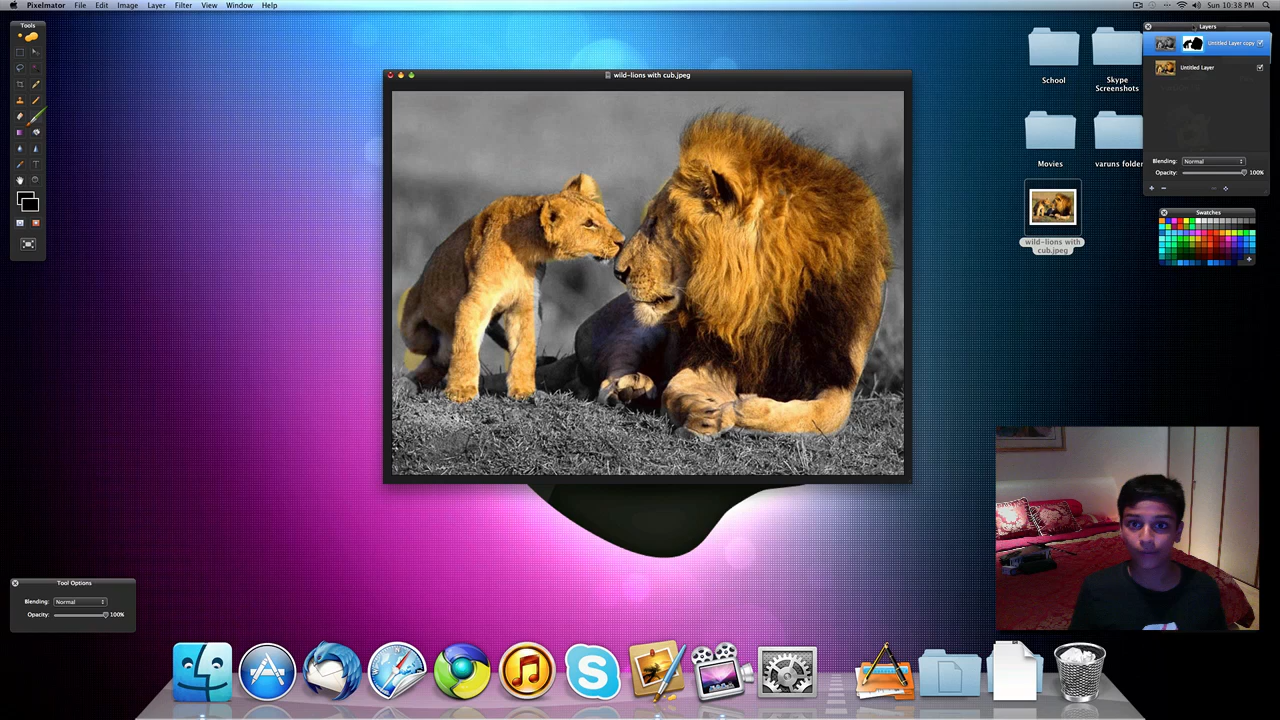 Pixelmator File Edit Image Layer Filter View Window Help
Sun 10:38 PM
Tools
wild-lions with cub.jpeg
School
Skype
Screenshots
Movies
varuns folder
wild-lions with
cub.jpeg
Layers
Untitled Layer copy
Untitled Layer
Blending: Normal
Opacity: 100%
Swatches
Tool Options
Blending: Normal
Opacity: 100%